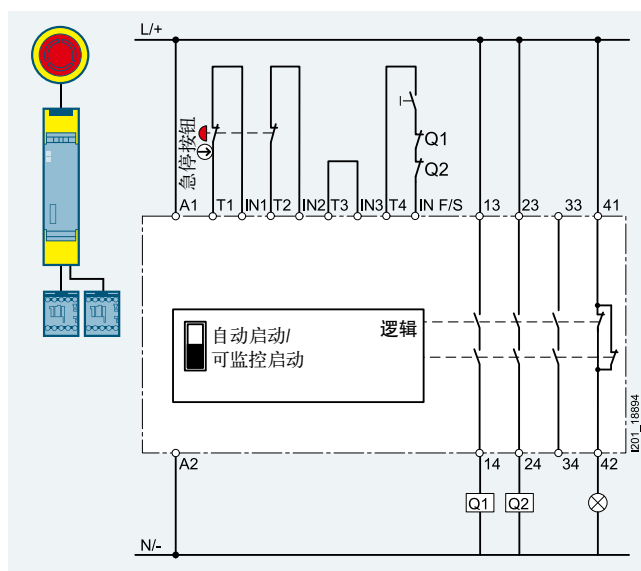 L/+
急停按钮
Q1
Q2
A1 T1 IN1 T2 IN2 T3 IN3 T4 IN F/S 13 23 33 41
自动启动/ 逻辑
可监控启动
I201_18894
A2 14 24 34 42
Q1 Q2
N/-